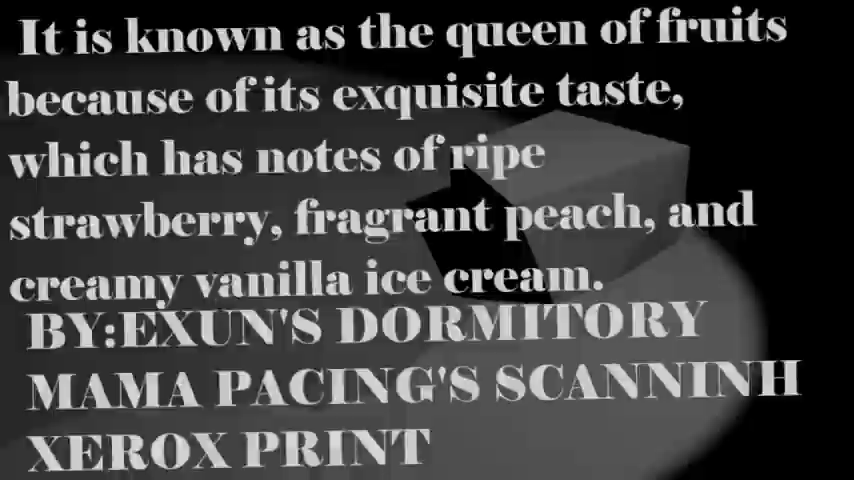 It is known as the queen of fruits
because of its exquisite taste,
which has notes of ripe
strawberry, fragrant peach, and
creamy vanilla ice cream.
BY:EXUN'S DORMITORY
MAMA PACING'S SCANNINH
XEROX PRINT